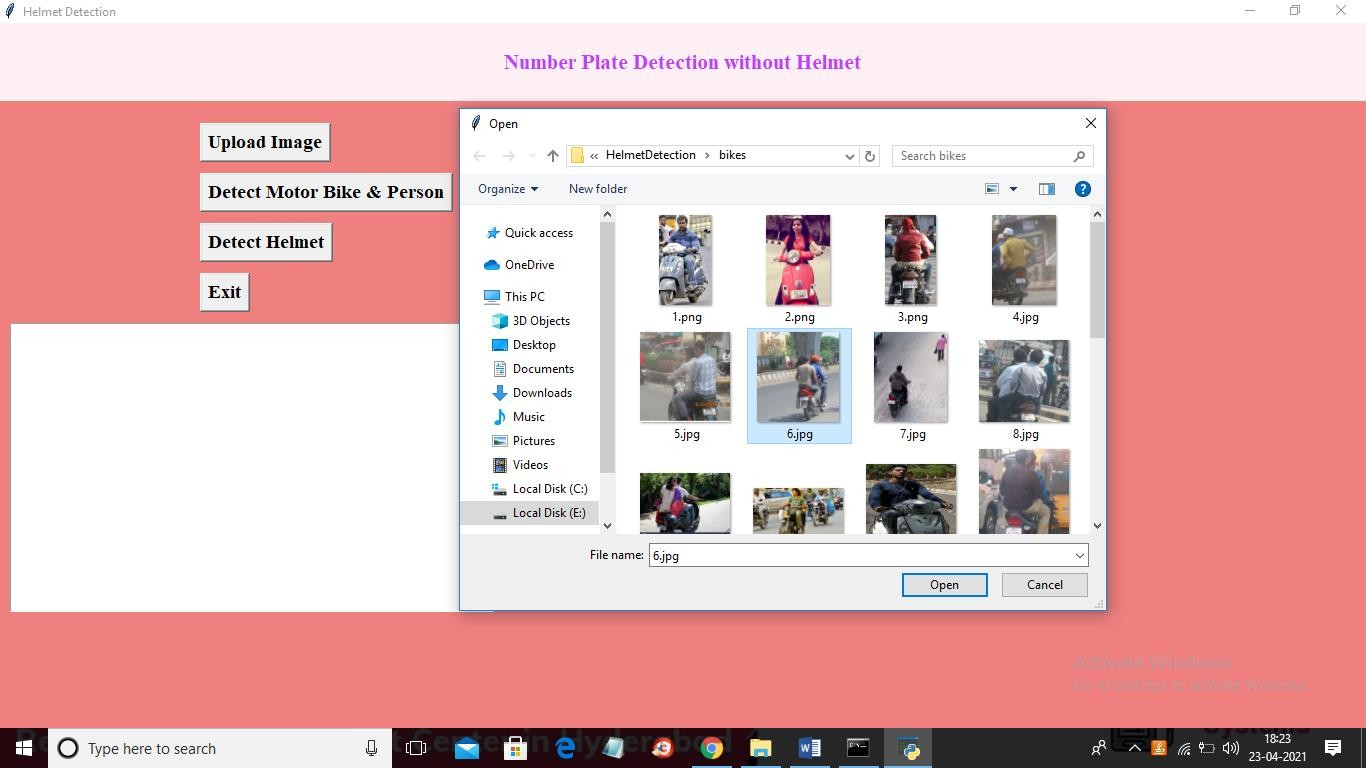 Helmet Detection
Number Plate Detection without Helmet
Upload Image
Detect Motor Bike & Person
Detect Helmet
Exit
Open
« HelmetDetection › bikes
Search bikes
Organize
New folder
Quick access
OneDrive
This PC
3D Objects
Desktop
Documents
Downloads
Music
Pictures
Videos
Local Disk (C:)
Local Disk (E:)
1.png
2.png
3.png
4.jpg
5.jpg
6.jpg
7.jpg
8.jpg
File name: 6.jpg
Open
Cancel
Activate Windows
Go to Settings to activate Windows.
Type here to search
18:23
23-04-2021